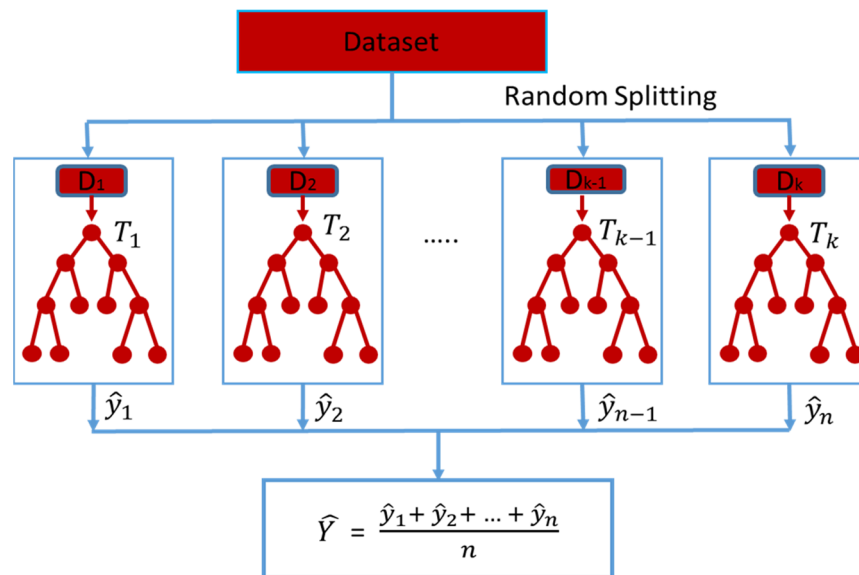 Dataset
Random Splitting
D₁ D₂ Dₖ₋₁ Dₖ
T₁ T₂ ..... Tₖ₋₁ Tₖ
ŷ₁ ŷ₂ ŷₙ₋₁ ŷₙ
Ŷ = (ŷ₁ + ŷ₂ + ... + ŷₙ) / n